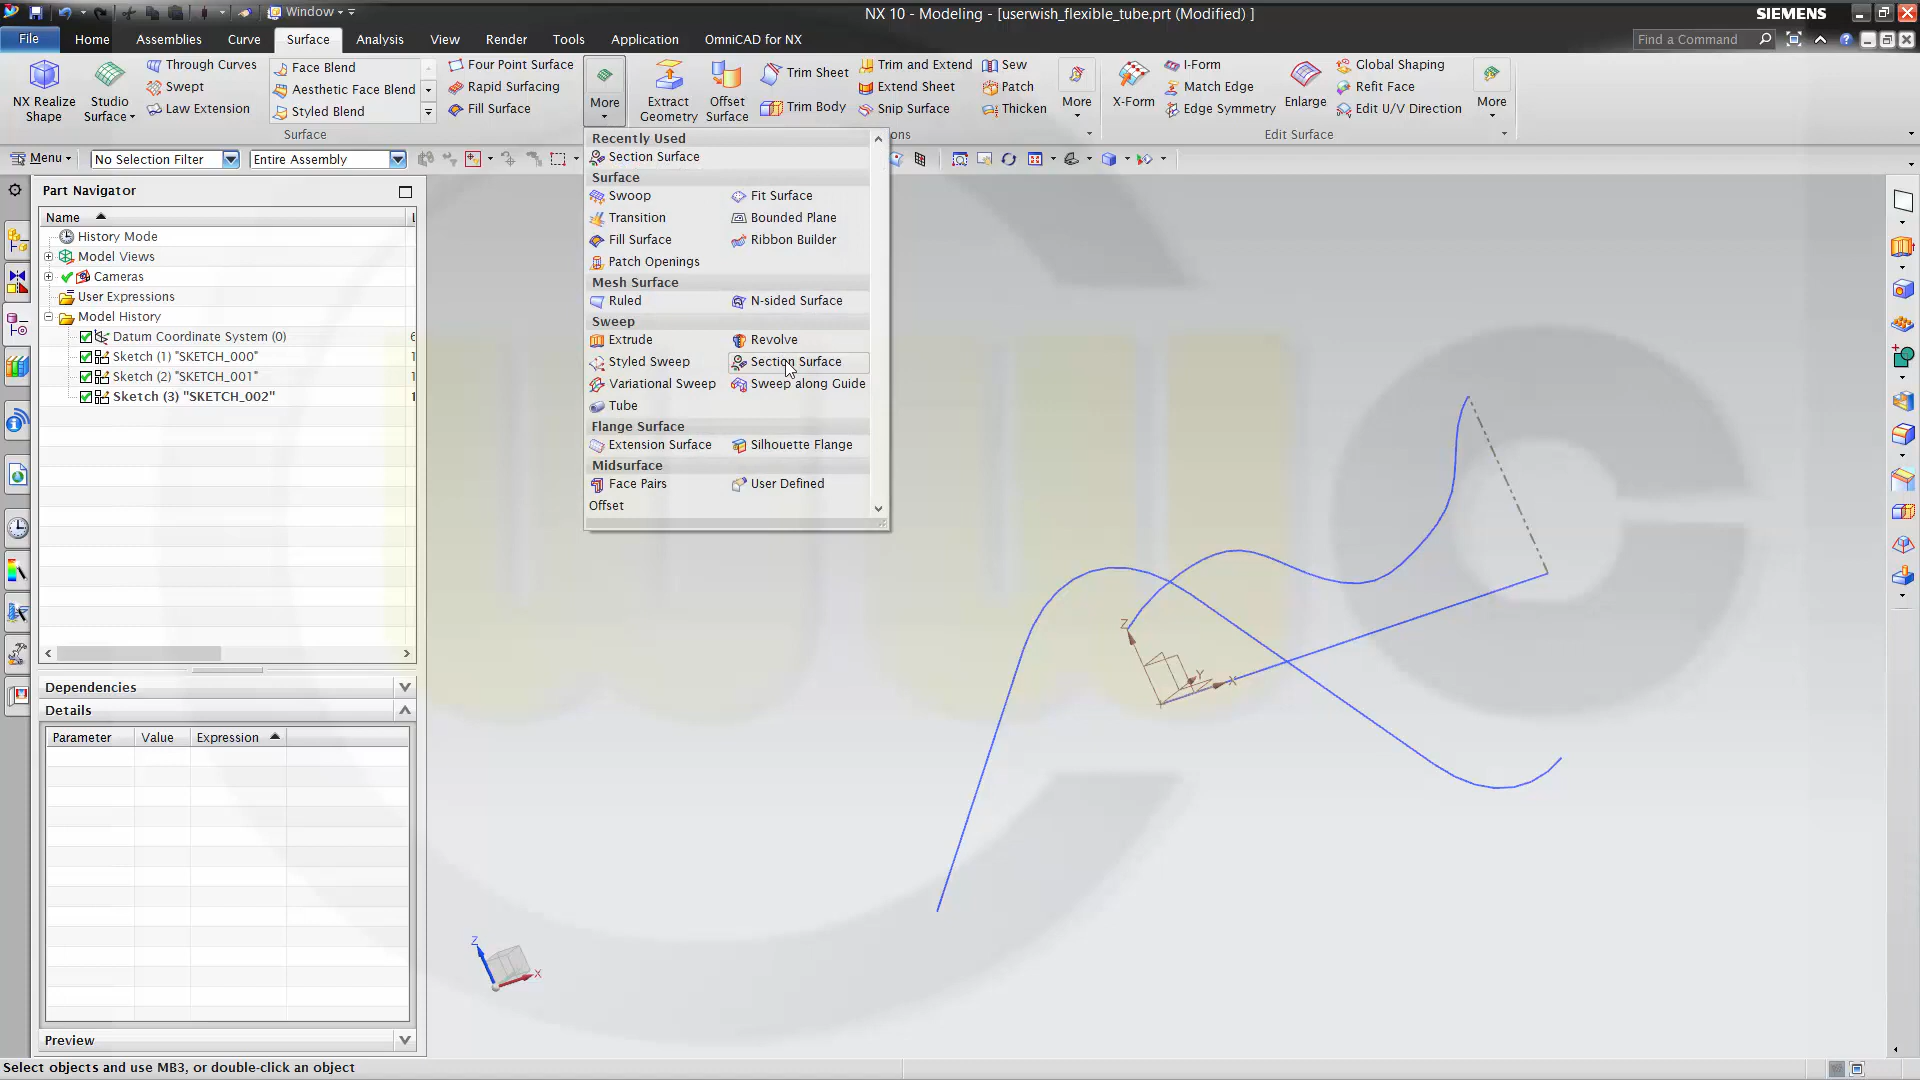 Window
NX 10 - Modeling - [userwish_flexible_tube.prt (Modified) ]
SIEMENS
File
Home
Assemblies
Curve
Surface
Analysis
View
Render
Tools
Application
OmniCAD for NX
Find a Command
NX Realize
Shape
Studio
Surface
Through Curves
Swept
Law Extension
Face Blend
Aesthetic Face Blend
Styled Blend
Four Point Surface
Rapid Surfacing
Fill Surface
More
Extract
Geometry
Offset
Surface
Trim Sheet
Trim Body
Trim and Extend
Extend Sheet
Snip Surface
Sew
Patch
Thicken
More
X-Form
I-Form
Match Edge
Edge Symmetry
Enlarge
Global Shaping
Refit Face
Edit U/V Direction
More
Surface
ons
Edit Surface
Menu
No Selection Filter
Entire Assembly
Recently Used
Section Surface
Surface
Swoop
Fit Surface
Transition
Bounded Plane
Fill Surface
Ribbon Builder
Patch Openings
Mesh Surface
Ruled
N-sided Surface
Sweep
Extrude
Revolve
Styled Sweep
Section Surface
Variational Sweep
Sweep along Guide
Tube
Flange Surface
Extension Surface
Silhouette Flange
Midsurface
Face Pairs
User Defined
Offset
Part Navigator
Name
History Mode
Model Views
Cameras
User Expressions
Model History
Datum Coordinate System (0)
Sketch (1) "SKETCH_000"
Sketch (2) "SKETCH_001"
Sketch (3) "SKETCH_002"
Dependencies
Details
Parameter
Value
Expression
Preview
Z
Y
X
Z
X
Select objects and use MB3, or double-click an object